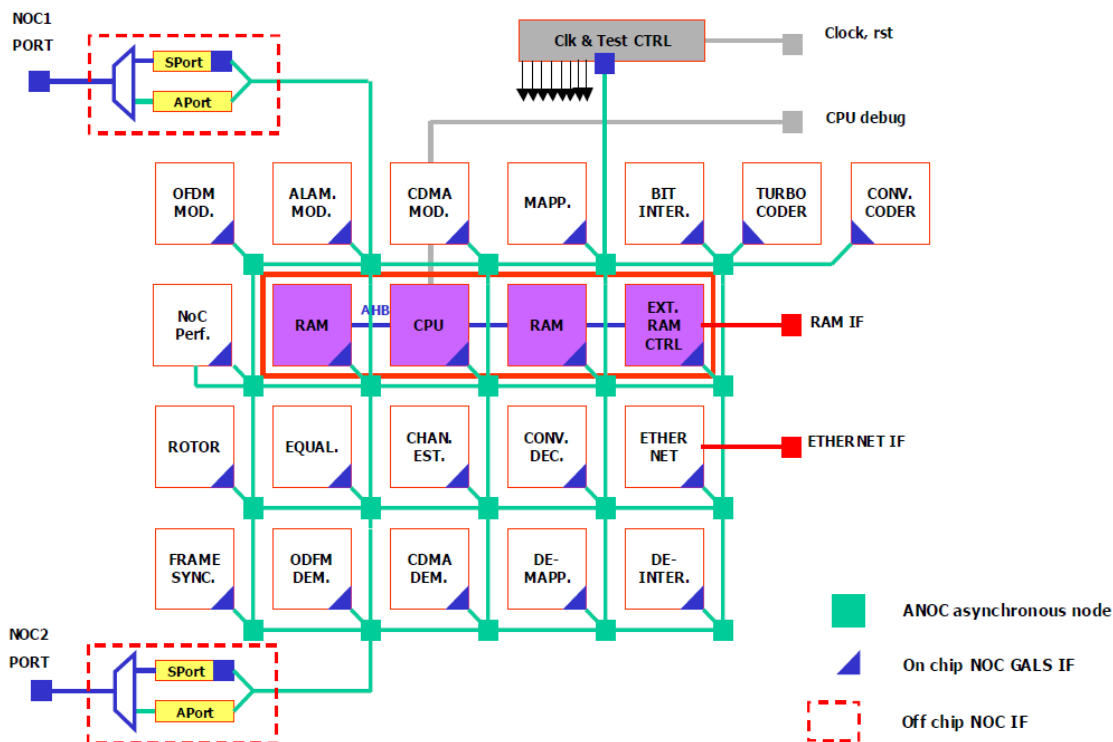 NOC1
PORT
SPort
APort
Clk & Test CTRL
Clock, rst
CPU debug
OFDM
MOD.
ALAM.
MOD.
CDMA
MOD.
MAPP.
BIT
INTER.
TURBO
CODER
CONV.
CODER
NoC
Perf.
RAM
AHB
CPU
RAM
EXT.
RAM
CTRL
RAM IF
ROTOR
EQUAL.
CHAN.
EST.
CONV.
DEC.
ETHER
NET
ETHERNET IF
FRAME
SYNC.
ODFM
DEM.
CDMA
DEM.
DE-
MAPP.
DE-
INTER.
NOC2
PORT
SPort
APort
ANOC asynchronous node
On chip NOC GALS IF
Off chip NOC IF